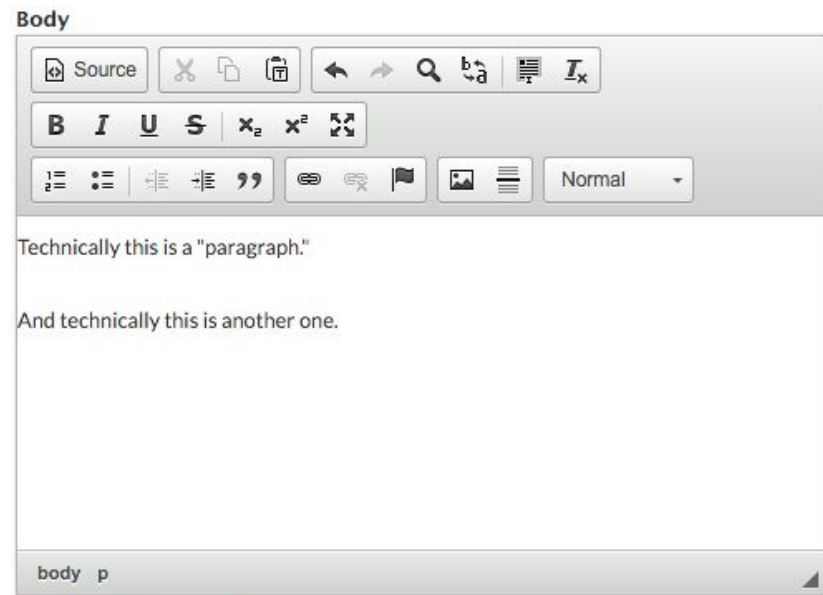 Body
Source
Normal
Technically this is a "paragraph."
And technically this is another one.
body p